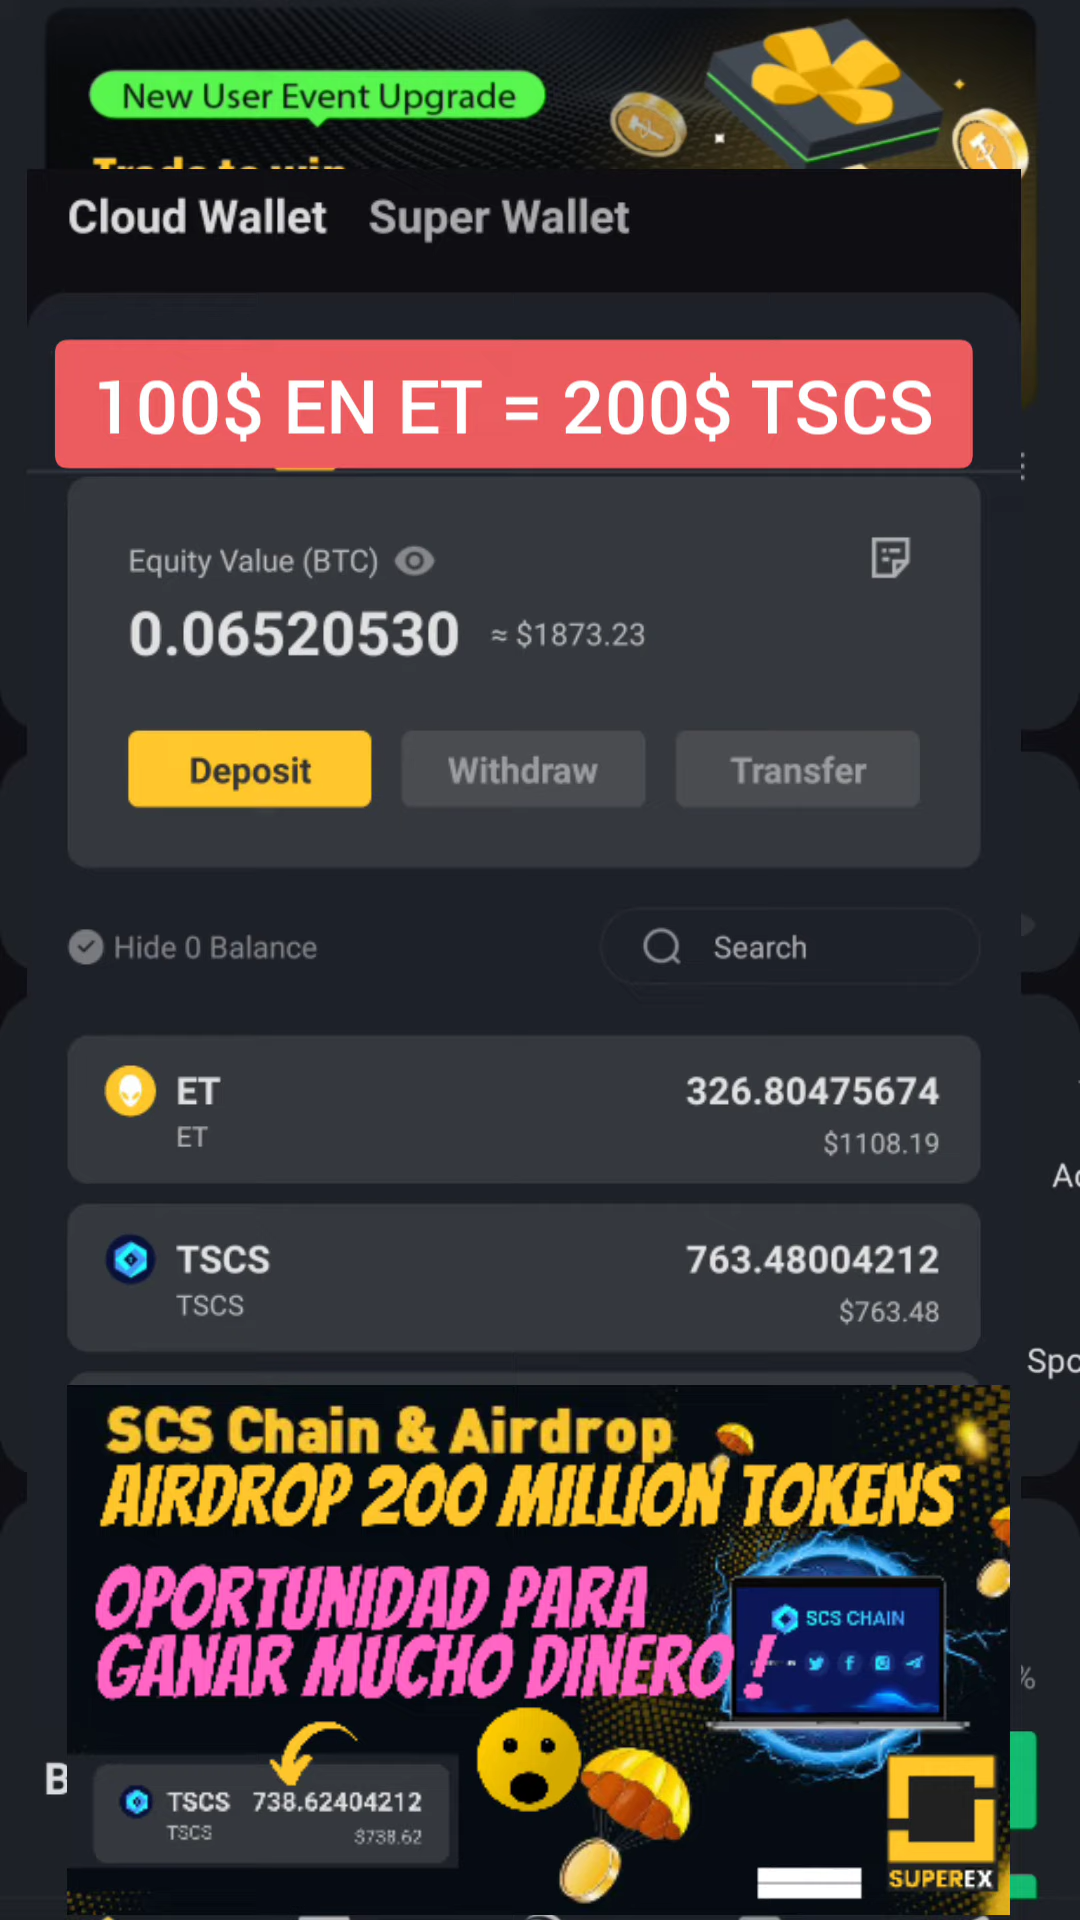 New User Event Upgrade
Trade to win
Cloud Wallet Super Wallet
100$ EN ET = 200$ TSCS
Equity Value (BTC)
0.06520530 ≈ $1873.23
Deposit Withdraw Transfer
Hide 0 Balance Search
ET 326.80475674
ET $1108.19
TSCS 763.48004212
TSCS $763.48
SCS Chain & Airdrop
AIRDROP 200 MILLION TOKENS
OPORTUNIDAD PARA
GANAR MUCHO DINERO !
SCS CHAIN
TSCS 738.62404212
TSCS $738.62
SUPEREX
B
%